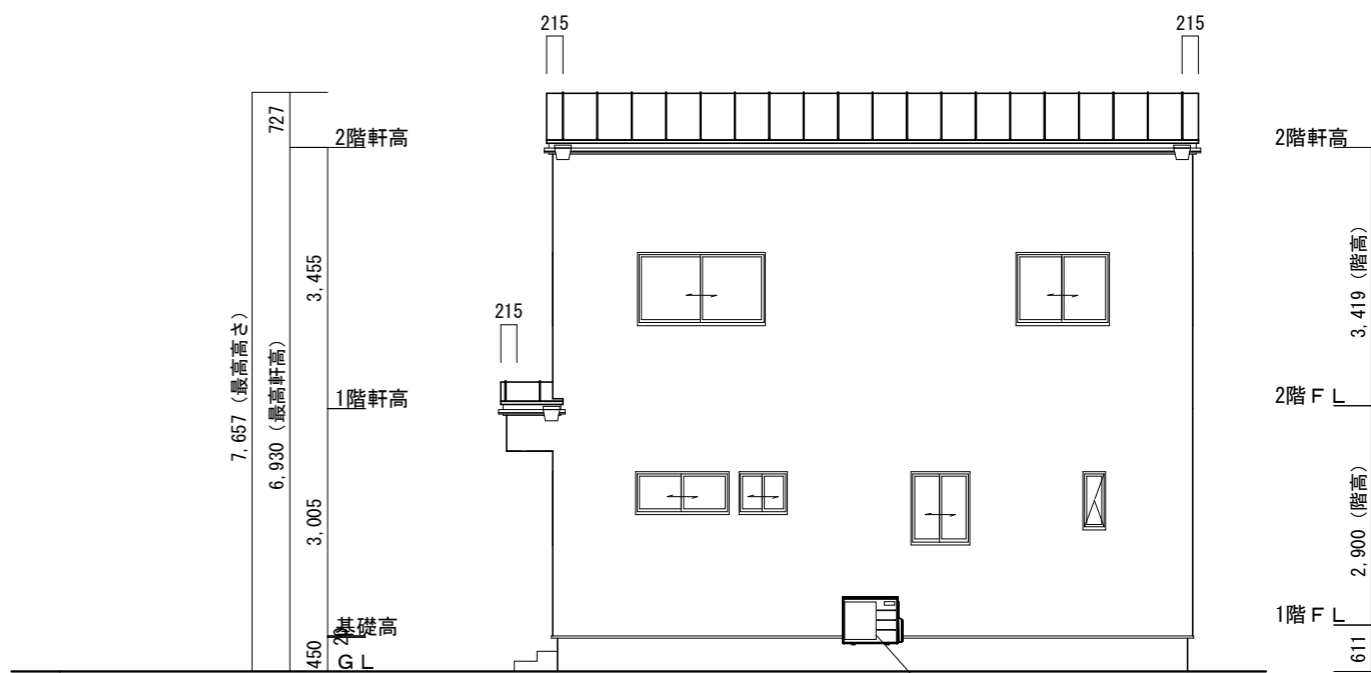 215
215
727
2階軒高
2階軒高
3,455
3,419 (階高)
215
7,657 (最高高さ)
6,930 (最高軒高)
1階軒高
2階FL
3,005
2,900 (階高)
基礎高
20
1階FL
450
GL
611